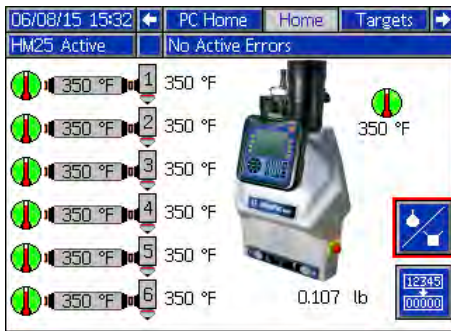 06/08/15 15:32 PC Home Home Targets
HM25 Active No Active Errors
350 °F 1 350 °F
350 °F
350 °F 2 350 °F
350 °F 3 350 °F
350 °F 4 350 °F
350 °F 5 350 °F
350 °F 6 350 °F
0.107 lb
12345
00000